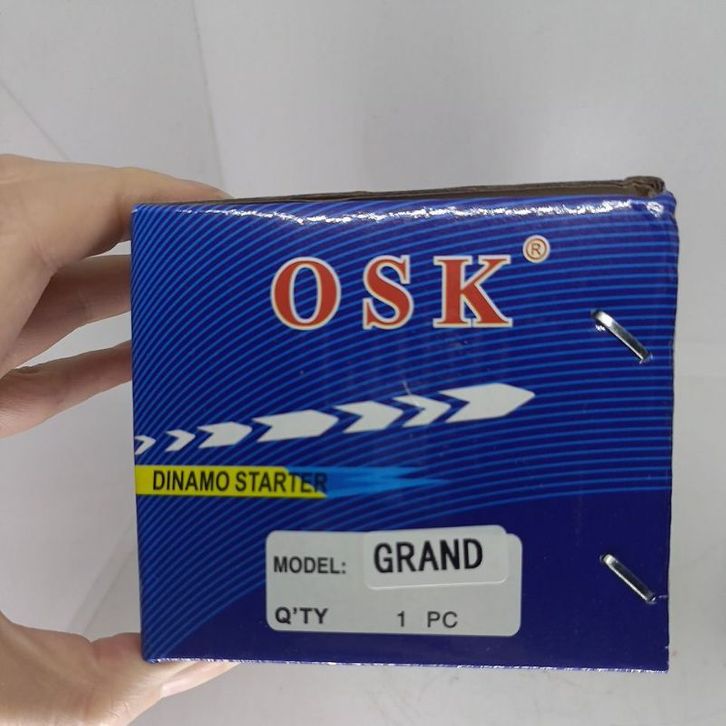 OSK®
DINAMO STARTER
MODEL: GRAND
Q'TY 1 PC